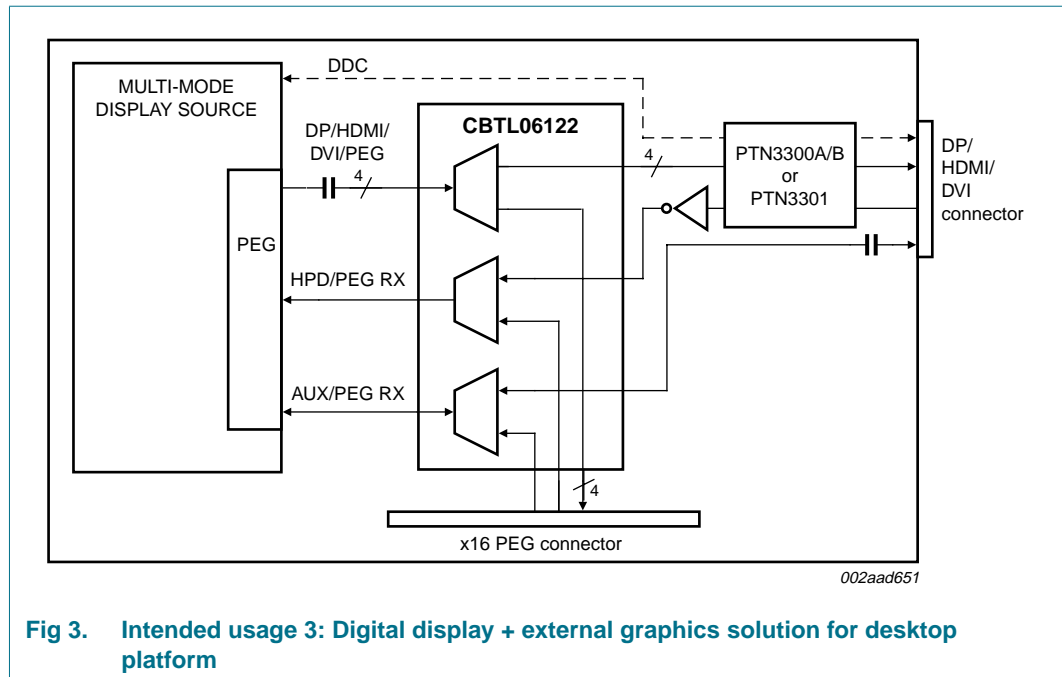 DDC
MULTI-MODE
DISPLAY SOURCE
CBTL06122
DP/HDMI/
DVI/PEG
4
4
PTN3300A/B
or
PTN3301
DP/
HDMI/
DVI
connector
PEG
HPD/PEG RX
AUX/PEG RX
4
x16 PEG connector
002aad651
Fig 3. Intended usage 3: Digital display + external graphics solution for desktop
platform